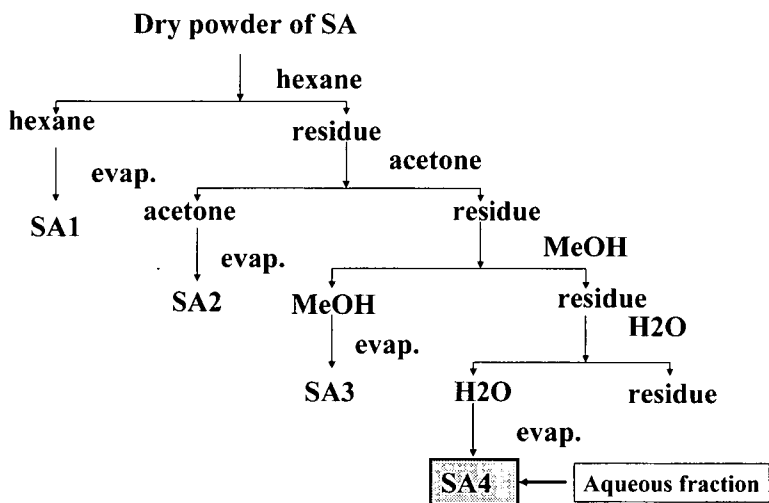 Dry powder of SA
hexane
hexane
residue
acetone
evap.
SA1
acetone
residue
MeOH
evap.
SA2
MeOH
residue
H2O
evap.
SA3
H2O
residue
evap.
SA4
Aqueous fraction